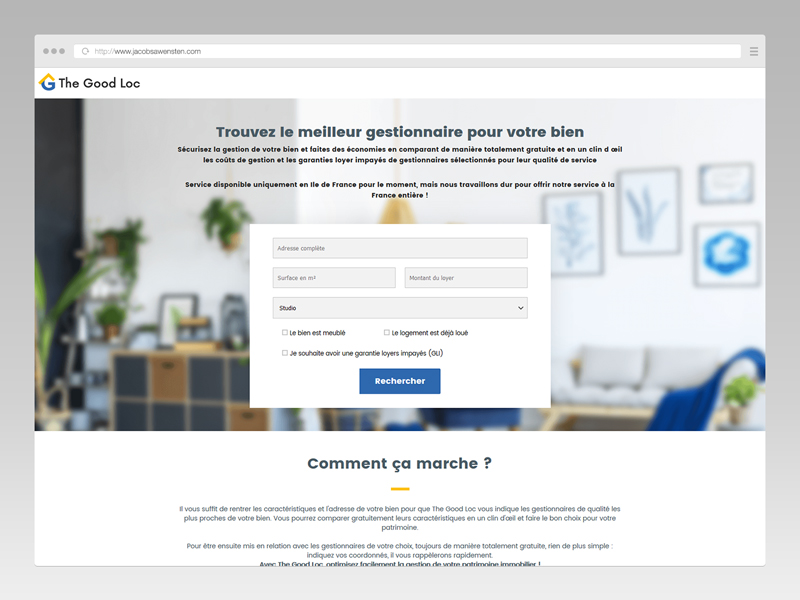 http://www.jacobsawensten.com
The Good Loc
Trouvez le meilleur gestionnaire pour votre bien
Sécurisez la gestion de votre bien et faites des économies en comparant de manière totalement gratuite et en un clin d œil
les coûts de gestion et les garanties loyer impayés de gestionnaires sélectionnés pour leur qualité de service
Service disponible uniquement en Ile de France pour le moment, mais nous travaillons dur pour offrir notre service à la
France entière !
Adresse complète
Surface en m² Montant du loyer
Studio
Le bien est meublé Le logement est déjà loué
Je souhaite avoir une garantie loyers impayés (GLI)
Rechercher
Comment ça marche ?
Il vous suffit de rentrer les caractéristiques et l'adresse de votre bien pour que The Good Loc vous indique les gestionnaires de qualité les
plus proches de votre bien. Vous pourrez comparer gratuitement leurs caractéristiques en un clin d'œil et faire le bon choix pour votre
patrimoine.
Pour être ensuite mis en relation avec les gestionnaires de votre choix, toujours de manière totalement gratuite, rien de plus simple :
indiquez vos coordonnés, il vous rappèlerons rapidement.
Avec The Good Loc, optimisez facilement la gestion de votre patrimoine immobilier !